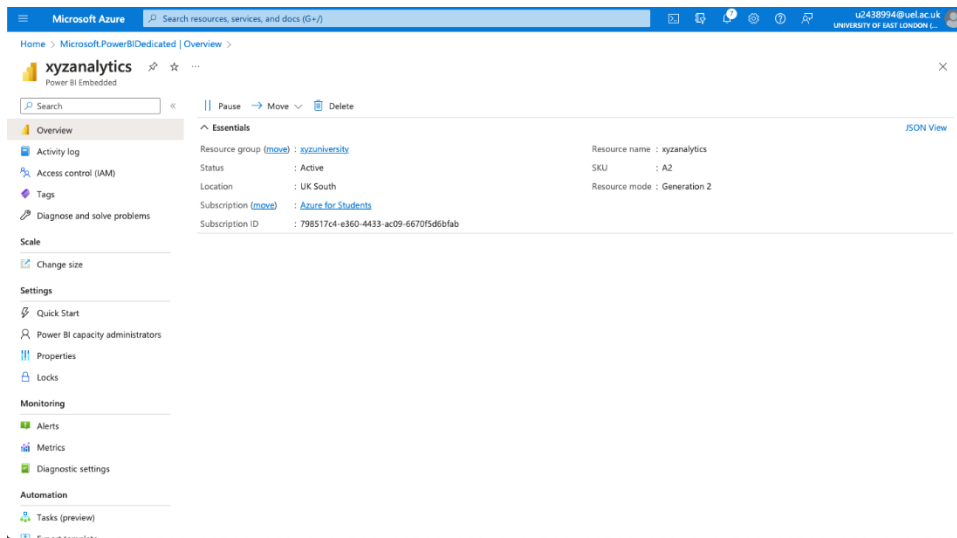 Microsoft Azure
Search resources, services, and docs (G+/)
u2438994@uel.ac.uk
UNIVERSITY OF EAST LONDON (...
Home > Microsoft.PowerBIDedicated | Overview >
xyzanalytics
Power BI Embedded
Search
Pause Move Delete
Essentials
JSON View
Resource group (move) : xyzuniversity
Resource name : xyzanalytics
Status : Active
SKU : A2
Location : UK South
Resource mode : Generation 2
Subscription (move) : Azure for Students
Subscription ID : 798517c4-e360-4433-ac09-6670f5d6bfab
Overview
Activity log
Access control (IAM)
Tags
Diagnose and solve problems
Scale
Change size
Settings
Quick Start
Power BI capacity administrators
Properties
Locks
Monitoring
Alerts
Metrics
Diagnostic settings
Automation
Tasks (preview)
Export template